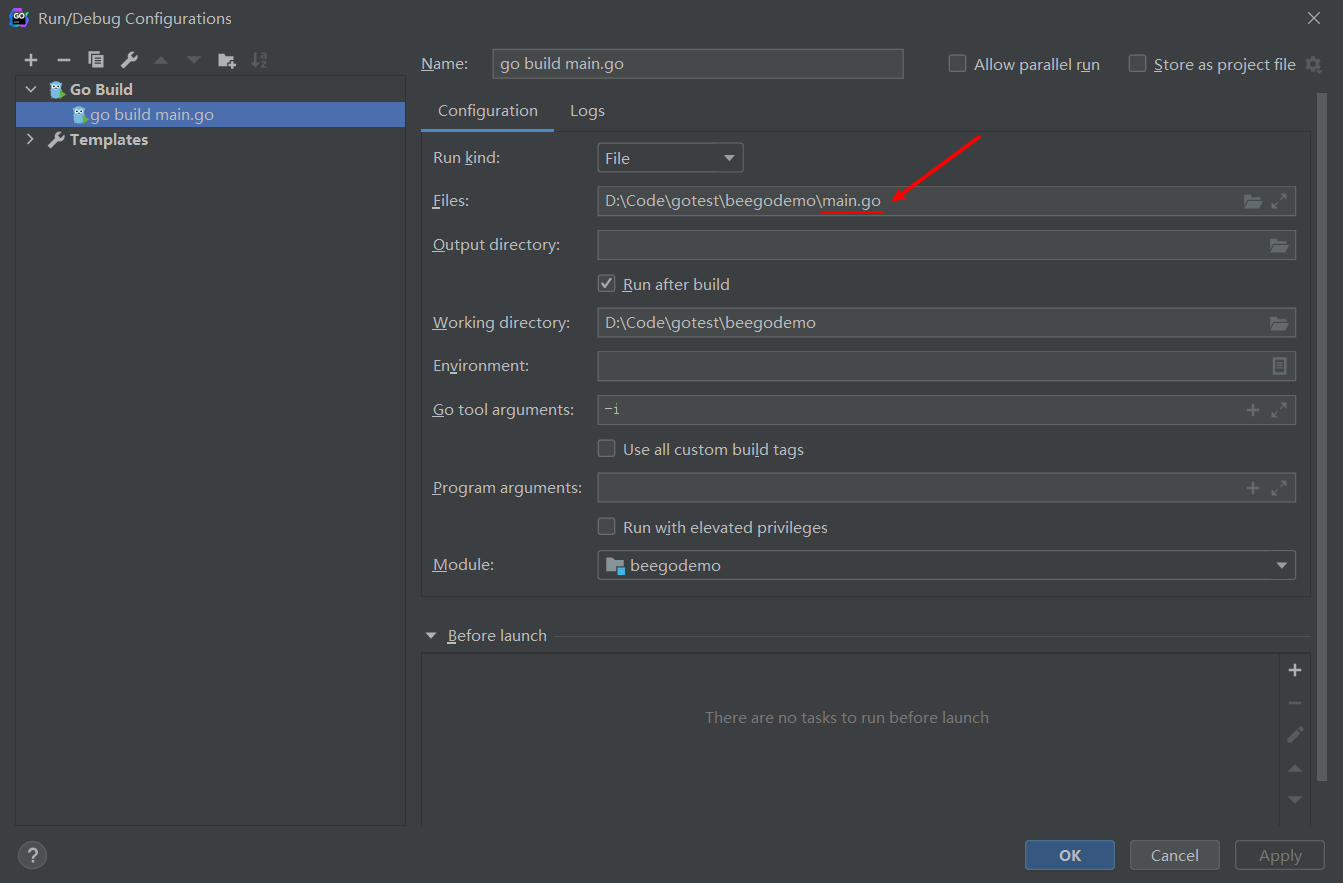 Run/Debug Configurations
Name: go build main.go Allow parallel run Store as project file
Go Build
go build main.go
Templates
Configuration Logs
Run kind: File
Files: D:\Code\gotest\beegodemo\main.go
Output directory:
Run after build
Working directory: D:\Code\gotest\beegodemo
Environment:
Go tool arguments: -i
Use all custom build tags
Program arguments:
Run with elevated privileges
Module: beegodemo
Before launch
There are no tasks to run before launch
? OK Cancel Apply